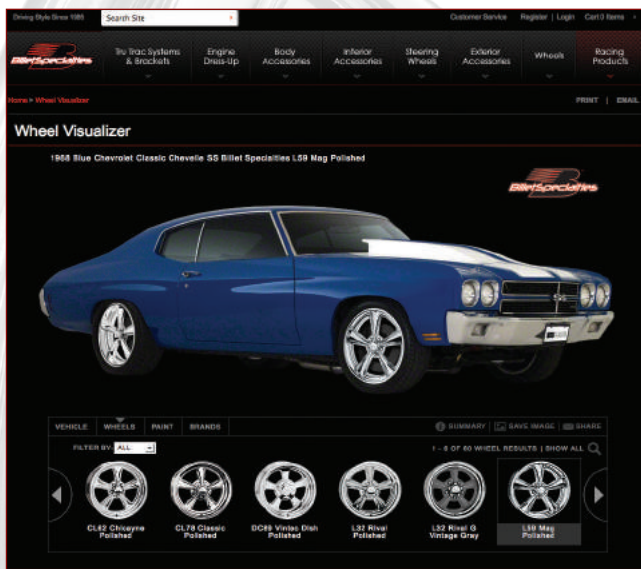 Driving Style Since 1985
Search Site
Customer Service Register | Login Cart 0 Items
BilletSpecialties
Tru Trac Systems
& Brackets
Engine
Dress-Up
Body
Accessories
Interior
Accessories
Steering
Wheels
Exterior
Accessories
Wheels
Racing
Products
Home > Wheel Visualizer
PRINT | EMAIL
Wheel Visualizer
1968 Blue Chevrolet Classic Chevelle SS Billet Specialties L59 Mag Polished
BilletSpecialties
SS
VEHICLE WHEELS PAINT BRANDS
SUMMARY | SAVE IMAGE | SHARE
FILTER BY: ALL
1 - 6 OF 60 WHEEL RESULTS | SHOW ALL
CL62 Chicayne
Polished
CL78 Classic
Polished
DC69 Vintec Dish
Polished
L32 Rival
Polished
L32 Rival G
Vintage Gray
L59 Mag
Polished